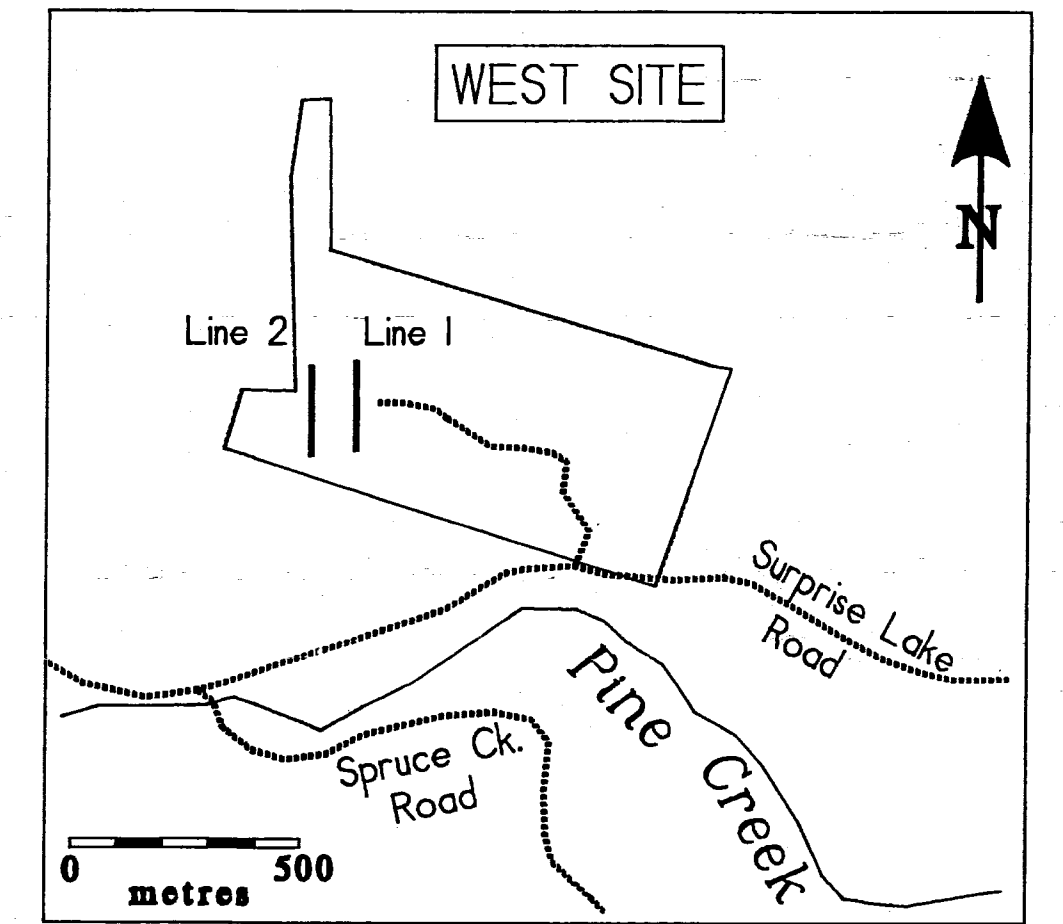 WEST SITE
N
Line 2
Line 1
Surprise Lake
Road
Pine Creek
Spruce Ck.
Road
0 500
metres